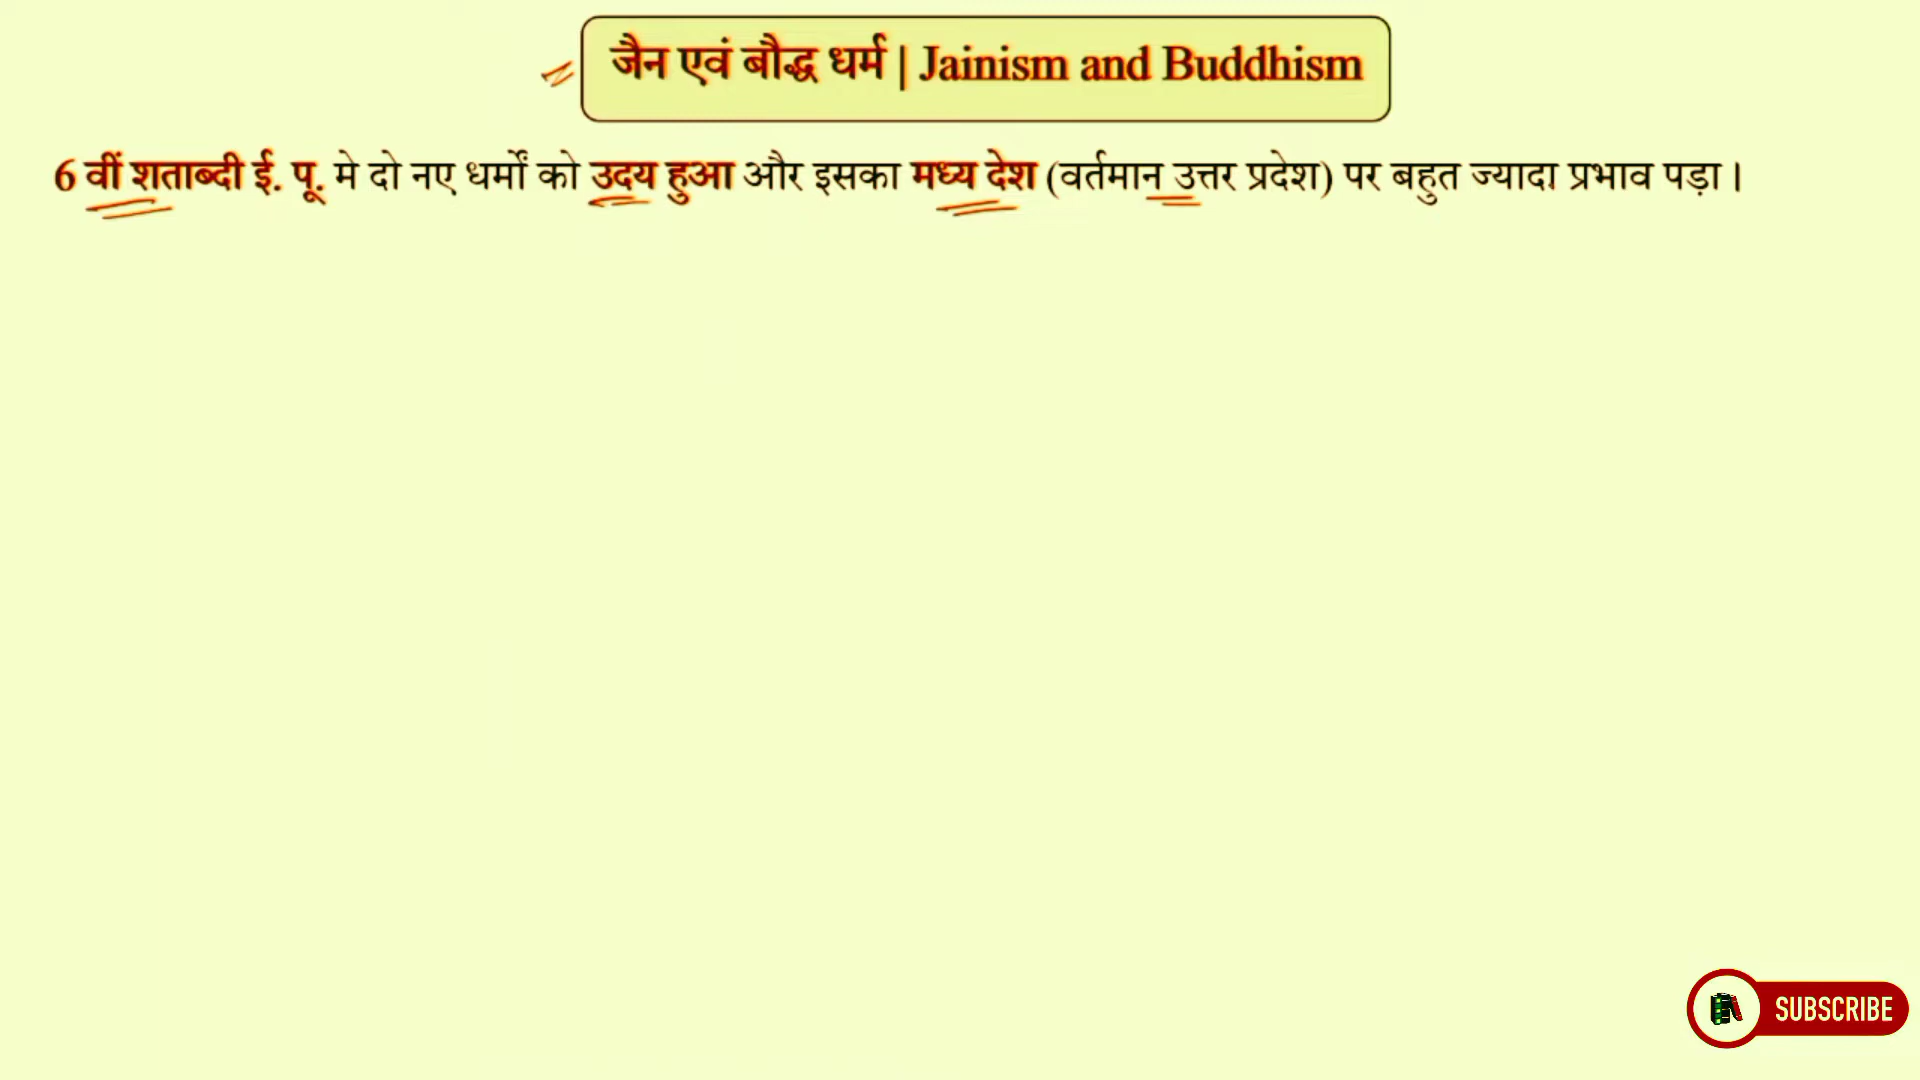 जैन एवं बौद्ध धर्म | Jainism and Buddhism
6 वीं शताब्दी ई. पू. मे दो नए धर्मों को उदय हुआ और इसका मध्य देश (वर्तमान उत्तर प्रदेश) पर बहुत ज्यादा प्रभाव पड़ा ।
SUBSCRIBE